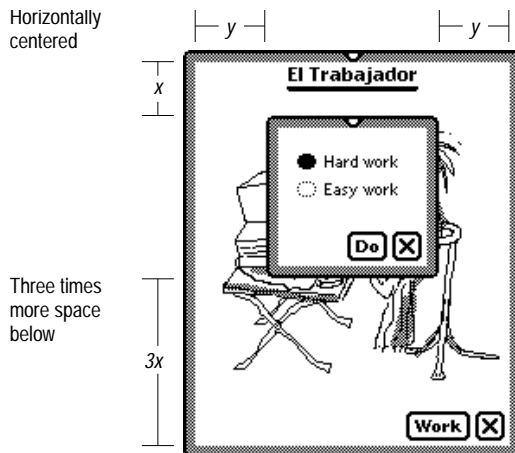 Horizontally
centered
y
y
x
El Trabajador
Hard work
Easy work
Do
Three times
more space
below
3x
Work